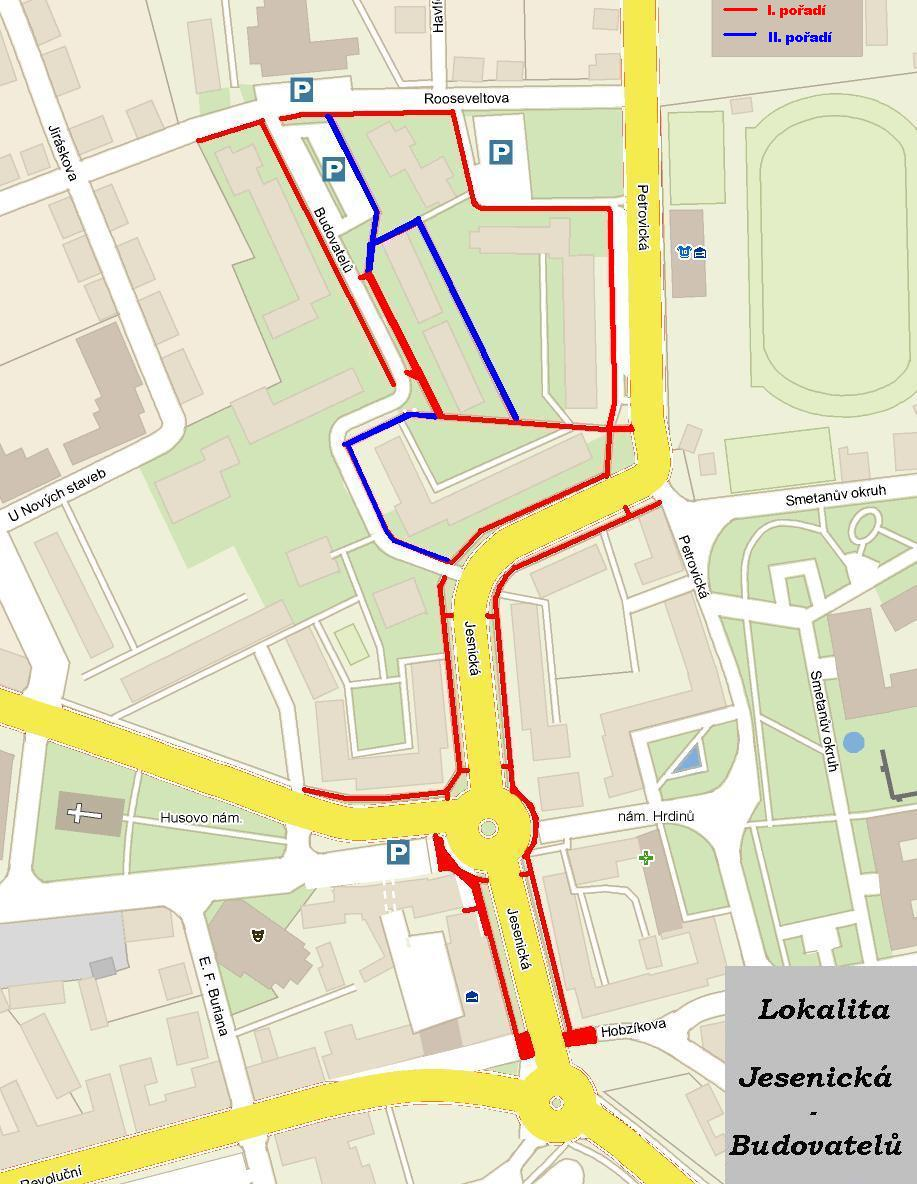 I. pořadí
II. pořadí
Havlí
Rooseveltova
P
P
P
Jiráskova
Budovatelů
Petrovická
U Nových staveb
Smetanův okruh
Petrovická
Jesnická
Smetanův okruh
Husovo nám.
nám. Hrdinů
P
Jesenická
E. F. Buriana
Hobzíkova
Revoluční
Lokalita
Jesenická
-
Budovatelů